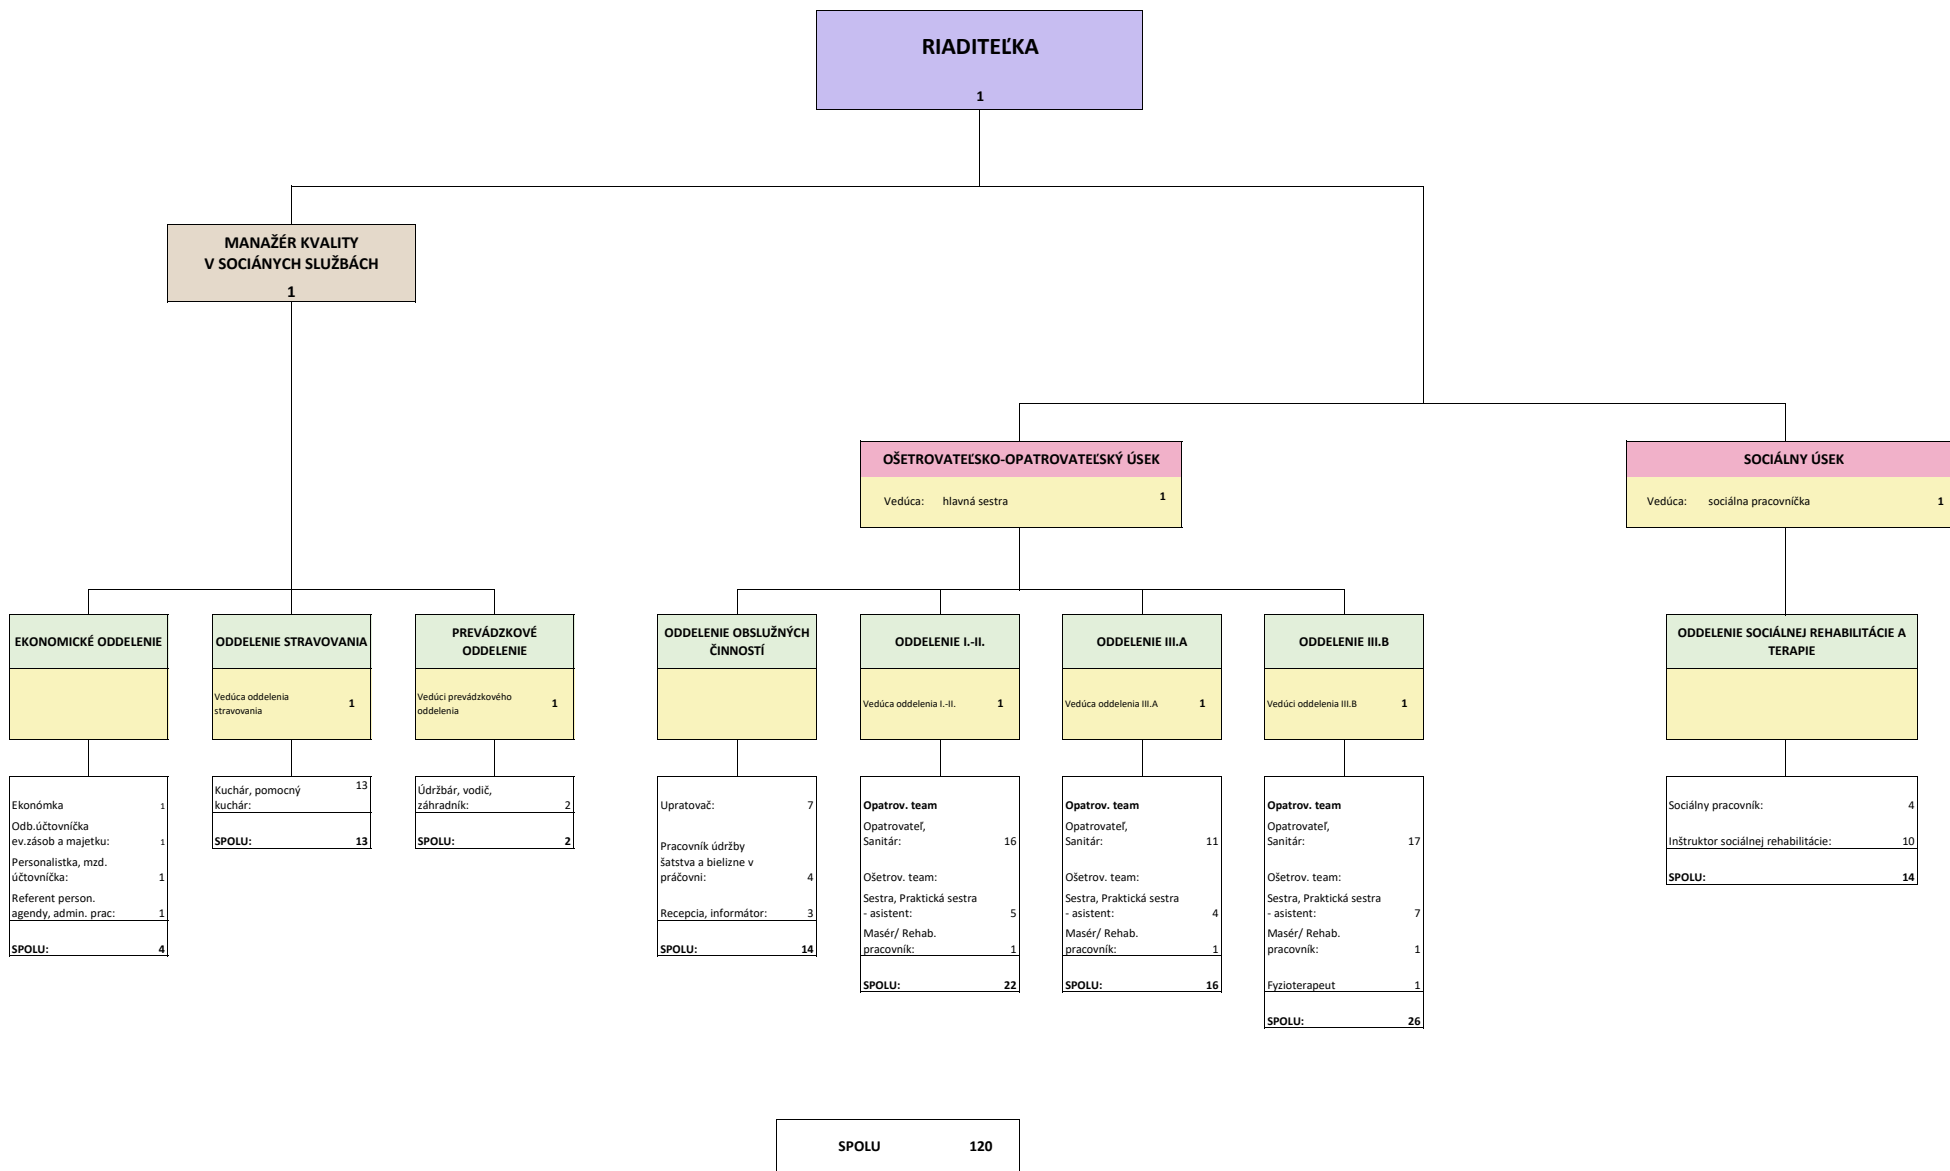 RIADITEĽKA
1
MANAŽÉR KVALITY
V SOCIÁNYCH SLUŽBÁCH
1
OŠETROVATEĽSKO-OPATROVATEĽSKÝ ÚSEK
Vedúca: hlavná sestra 1
SOCIÁLNY ÚSEK
Vedúca: sociálna pracovníčka 1
EKONOMICKÉ ODDELENIE
Ekonómka 1
Odb.účtovníčka
ev.zásob a majetku: 1
Personalistka, mzd.
účtovníčka: 1
Referent person.
agendy, admin. prac: 1
SPOLU: 4
ODDELENIE STRAVOVANIA
Vedúca oddelenia
stravovania 1
Kuchár, pomocný 13
kuchár:
SPOLU: 13
PREVÁDZKOVÉ
ODDELENIE
Vedúci prevádzkového
oddelenia 1
Údržbár, vodič,
záhradník: 2
SPOLU: 2
ODDELENIE OBSLUŽNÝCH
ČINNOSTÍ
Upratovač: 7
Pracovník údržby
šatstva a bielizne v
práčovni: 4
Recepcia, informátor: 3
SPOLU: 14
ODDELENIE I.-II.
Vedúca oddelenia I.-II. 1
Opatrov. team
Opatrovateľ,
Sanitár: 16
Ošetrov. team:
Sestra, Praktická sestra
- asistent: 5
Masér/ Rehab.
pracovník: 1
SPOLU: 22
ODDELENIE III.A
Vedúca oddelenia III.A 1
Opatrov. team
Opatrovateľ,
Sanitár: 11
Ošetrov. team:
Sestra, Praktická sestra
- asistent: 4
Masér/ Rehab.
pracovník: 1
SPOLU: 16
ODDELENIE III.B
Vedúci oddelenia III.B 1
Opatrov. team
Opatrovateľ,
Sanitár: 17
Ošetrov. team:
Sestra, Praktická sestra
- asistent: 7
Masér/ Rehab.
pracovník: 1
Fyzioterapeut 1
SPOLU: 26
ODDELENIE SOCIÁLNEJ REHABILITÁCIE A
TERAPIE
Sociálny pracovník: 4
Inštruktor sociálnej rehabilitácie: 10
SPOLU: 14
SPOLU 120